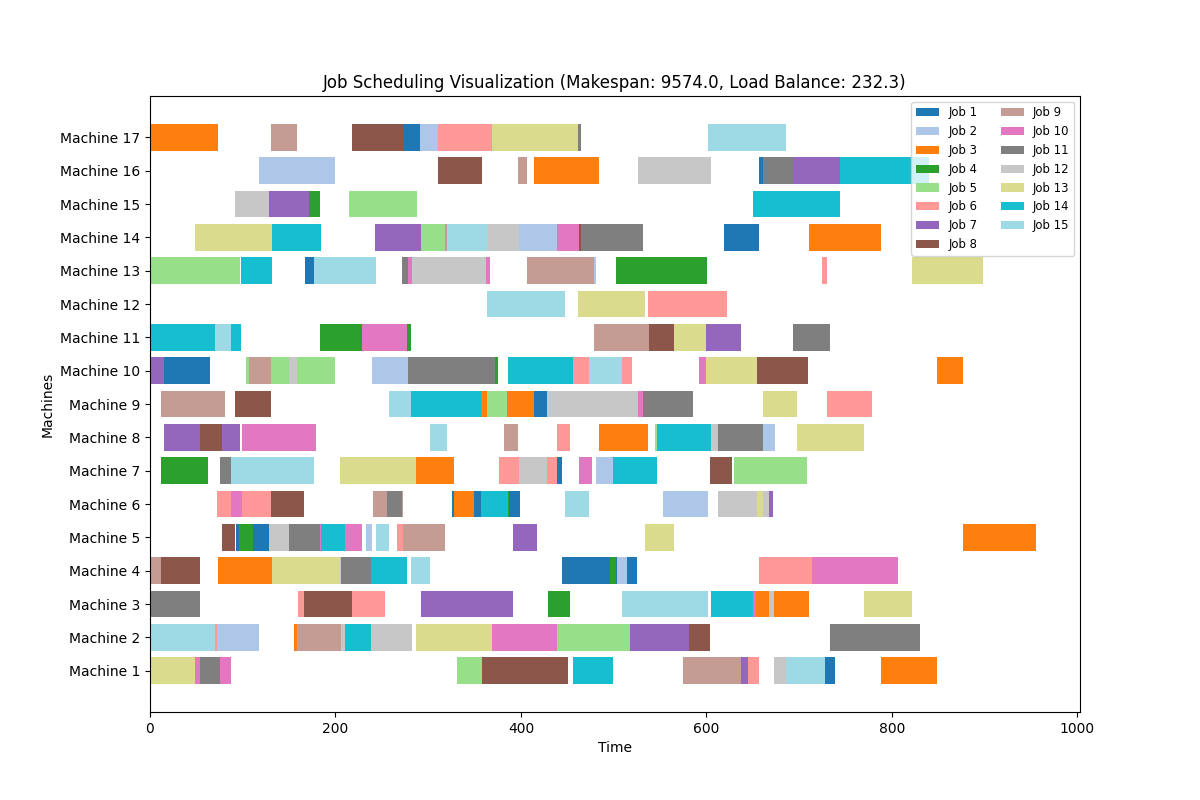 Job Scheduling Visualization (Makespan: 9574.0, Load Balance: 232.3)
Machines
Machine 17
Machine 16
Machine 15
Machine 14
Machine 13
Machine 12
Machine 11
Machine 10
Machine 9
Machine 8
Machine 7
Machine 6
Machine 5
Machine 4
Machine 3
Machine 2
Machine 1
Job 1
Job 2
Job 3
Job 4
Job 5
Job 6
Job 7
Job 8
Job 9
Job 10
Job 11
Job 12
Job 13
Job 14
Job 15
0 200 400 600 800 1000
Time